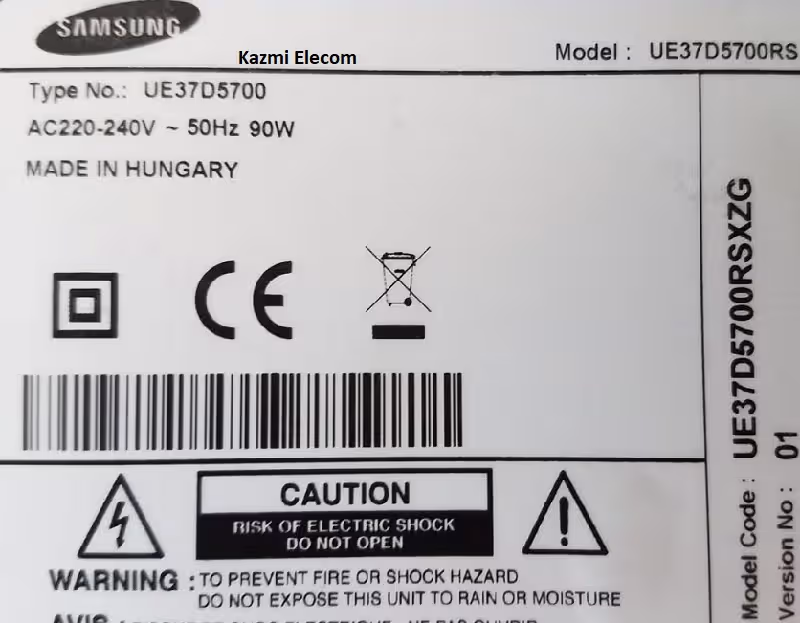 SAMSUNG
Kazmi Elecom
Model : UE37D5700RS
Type No.: UE37D5700
AC220-240V ~ 50Hz 90W
MADE IN HUNGARY
CE
CAUTION
RISK OF ELECTRIC SHOCK
DO NOT OPEN
WARNING : TO PREVENT FIRE OR SHOCK HAZARD
DO NOT EXPOSE THIS UNIT TO RAIN OR MOISTURE
AVIS :
Model Code : UE37D5700RSXZG
Version No : 01